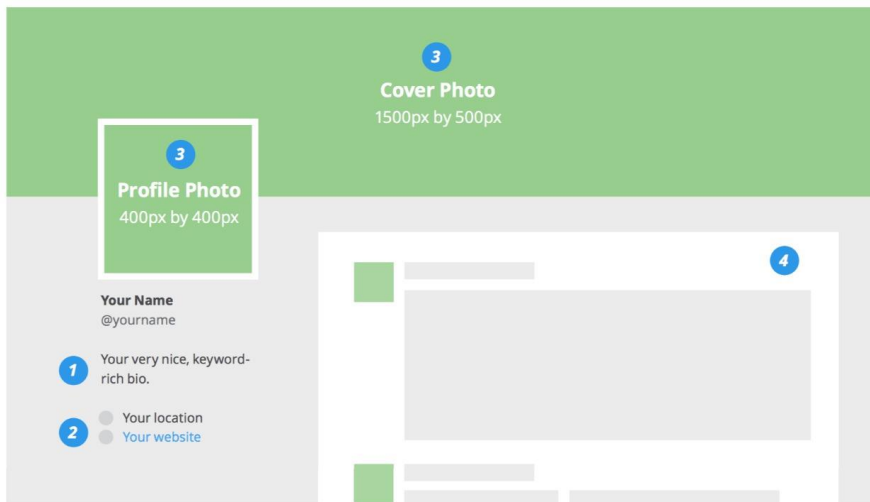 3
Cover Photo
1500px by 500px
3
Profile Photo
400px by 400px
4
Your Name
@yourname
1
Your very nice, keyword-
rich bio.
2
Your location
Your website